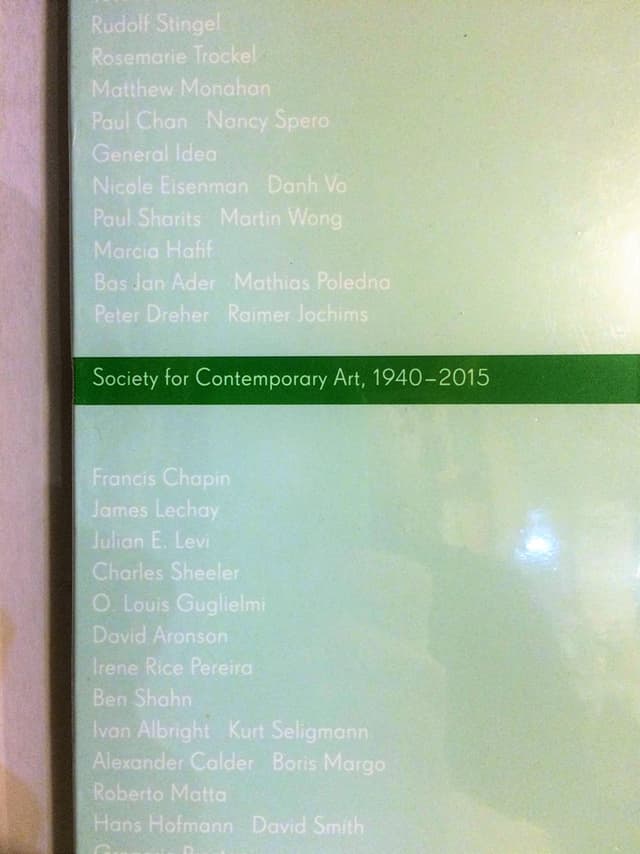 Rudolf Stingel
Rosemarie Trockel
Matthew Monahan
Paul Chan Nancy Spero
General Idea
Nicole Eisenman Danh Vo
Paul Sharits Martin Wong
Marcia Hafif
Bas Jan Ader Mathias Poledna
Peter Dreher Raimer Jochims
Society for Contemporary Art, 1940–2015
Francis Chapin
James Lechay
Julian E. Levi
Charles Sheeler
O. Louis Guglielmi
David Aronson
Irene Rice Pereira
Ben Shahn
Ivan Albright Kurt Seligmann
Alexander Calder Boris Margo
Roberto Matta
Hans Hofmann David Smith